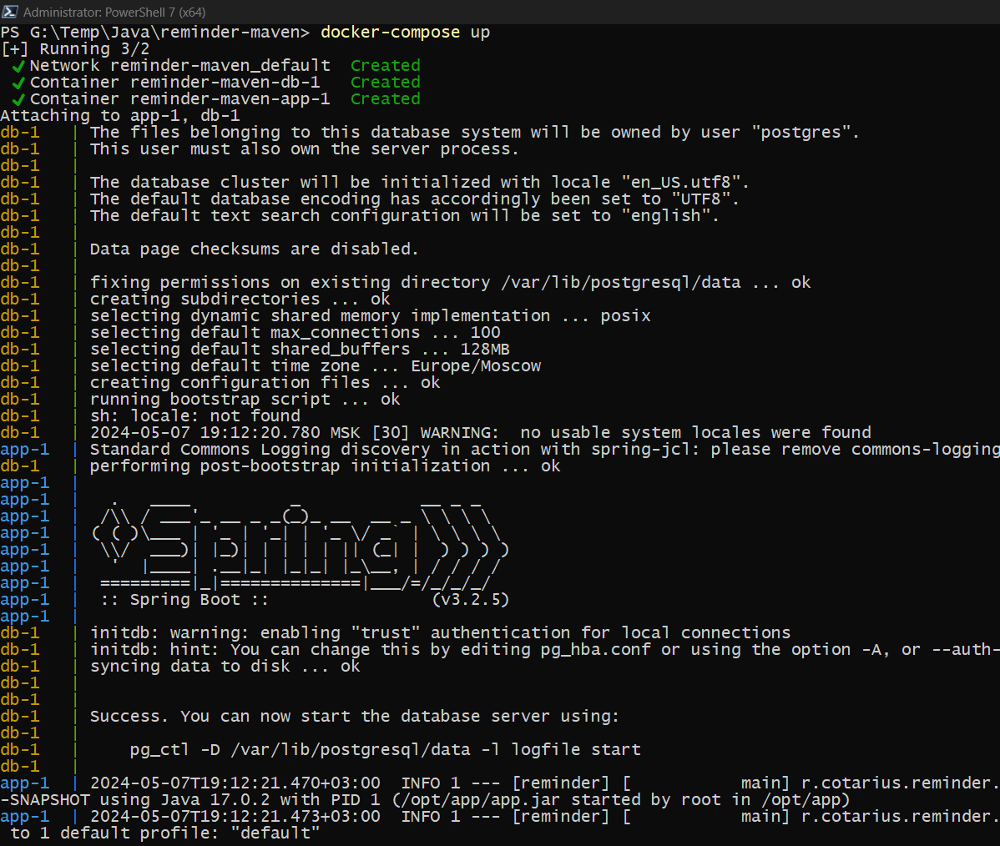 Administrator: PowerShell 7 (x64)
PS G:\Temp\Java\reminder-maven> docker-compose up
[+] Running 3/2
✔ Network reminder-maven_default  Created
✔ Container reminder-maven-db-1   Created
✔ Container reminder-maven-app-1  Created
Attaching to app-1, db-1
db-1   | The files belonging to this database system will be owned by user "postgres".
db-1   | This user must also own the server process.
db-1   |
db-1   | The database cluster will be initialized with locale "en_US.utf8".
db-1   | The default database encoding has accordingly been set to "UTF8".
db-1   | The default text search configuration will be set to "english".
db-1   |
db-1   | Data page checksums are disabled.
db-1   |
db-1   | fixing permissions on existing directory /var/lib/postgresql/data ... ok
db-1   | creating subdirectories ... ok
db-1   | selecting dynamic shared memory implementation ... posix
db-1   | selecting default max_connections ... 100
db-1   | selecting default shared_buffers ... 128MB
db-1   | selecting default time zone ... Europe/Moscow
db-1   | creating configuration files ... ok
db-1   | running bootstrap script ... ok
db-1   | sh: locale: not found
db-1   | 2024-05-07 19:12:20.780 MSK [30] WARNING:  no usable system locales were found
app-1  | Standard Commons Logging discovery in action with spring-jcl: please remove commons-logging
db-1   | performing post-bootstrap initialization ... ok
app-1  |
app-1  |   .   ____          _            __ _ _
app-1  |  /\\ / ___'_ __ _ _(_)_ __  __ _ \ \ \ \
app-1  | ( ( )\___ | '_ | '_| | '_ \/ _` | \ \ \ \
app-1  |  \\/  ___)| |_)| | | | | || (_| |  ) ) ) )
app-1  |   '  |____| .__|_| |_|_| |_\__, | / / / /
app-1  |  =========|_|==============|___/=/_/_/_/
app-1  |  :: Spring Boot ::                (v3.2.5)
app-1  |
db-1   | initdb: warning: enabling "trust" authentication for local connections
db-1   | initdb: hint: You can change this by editing pg_hba.conf or using the option -A, or --auth-
db-1   | syncing data to disk ... ok
db-1   |
db-1   |
db-1   | Success. You can now start the database server using:
db-1   |
db-1   |     pg_ctl -D /var/lib/postgresql/data -l logfile start
db-1   |
app-1  | 2024-05-07T19:12:21.470+03:00  INFO 1 --- [reminder] [           main] r.cotarius.reminder.
-SNAPSHOT using Java 17.0.2 with PID 1 (/opt/app/app.jar started by root in /opt/app)
app-1  | 2024-05-07T19:12:21.473+03:00  INFO 1 --- [reminder] [           main] r.cotarius.reminder.
 to 1 default profile: "default"